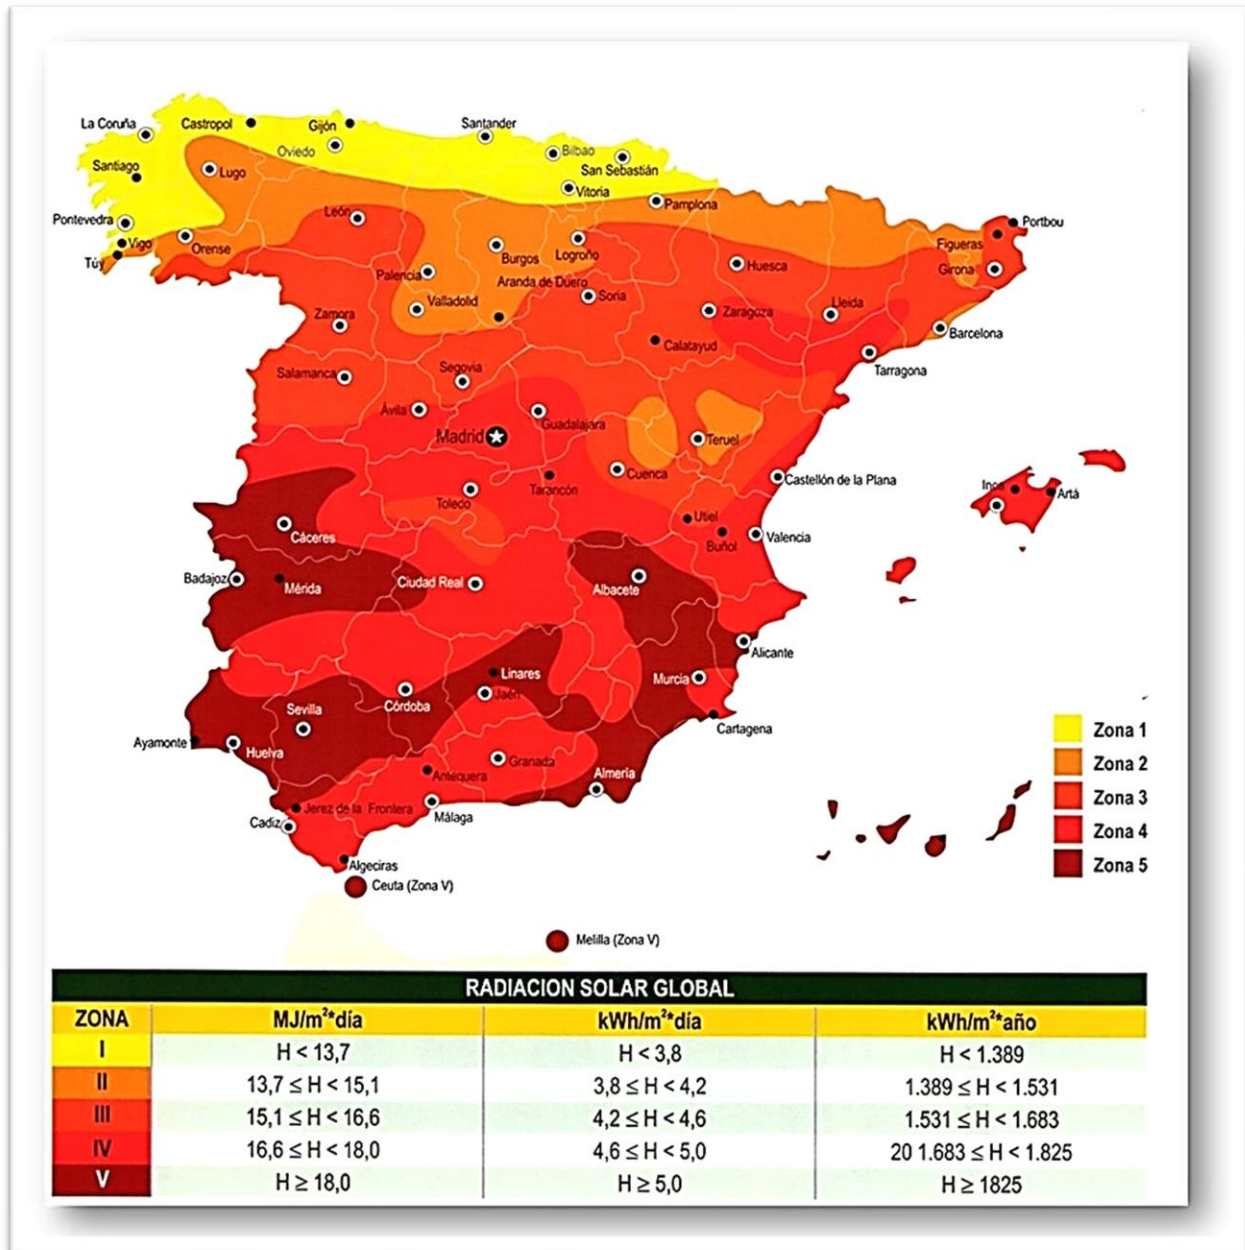 La Coruña
Castropol
Gijón
Santander
Oviedo
Bilbao
San Sebastián
Santiago
Lugo
Vitoria
Pamplona
Pontevedra
León
Portbou
Vigo
Orense
Burgos
Logroño
Figueras
Túy
Palencia
Huesca
Girona
Aranda de Duero
Valladolid
Soria
Zamora
Zaragoza
Lleida
Barcelona
Calatayud
Tarragona
Salamanca
Segovia
Ávila
Guadalajara
Madrid
Teruel
Cuenca
Castellón de la Plana
Tarancón
Toledo
Inca
Artá
Utiel
Cáceres
Buñol
Valencia
Badajoz
Mérida
Ciudad Real
Albacete
Alicante
Linares
Murcia
Jaén
Córdoba
Sevilla
Cartagena
Ayamonte
Huelva
Granada
Antequera
Almería
Jerez de la Frontera
Cadiz
Málaga
Algeciras
Ceuta (Zona V)
Melilla (Zona V)
Zona 1
Zona 2
Zona 3
Zona 4
Zona 5
RADIACION SOLAR GLOBAL
ZONA MJ/m²*día kWh/m²*día kWh/m²*año
I H < 13,7 H < 3,8 H < 1.389
II 13,7 ≤ H < 15,1 3,8 ≤ H < 4,2 1.389 ≤ H < 1.531
III 15,1 ≤ H < 16,6 4,2 ≤ H < 4,6 1.531 ≤ H < 1.683
IV 16,6 ≤ H < 18,0 4,6 ≤ H < 5,0 20 1.683 ≤ H < 1.825
V H ≥ 18,0 H ≥ 5,0 H ≥ 1825